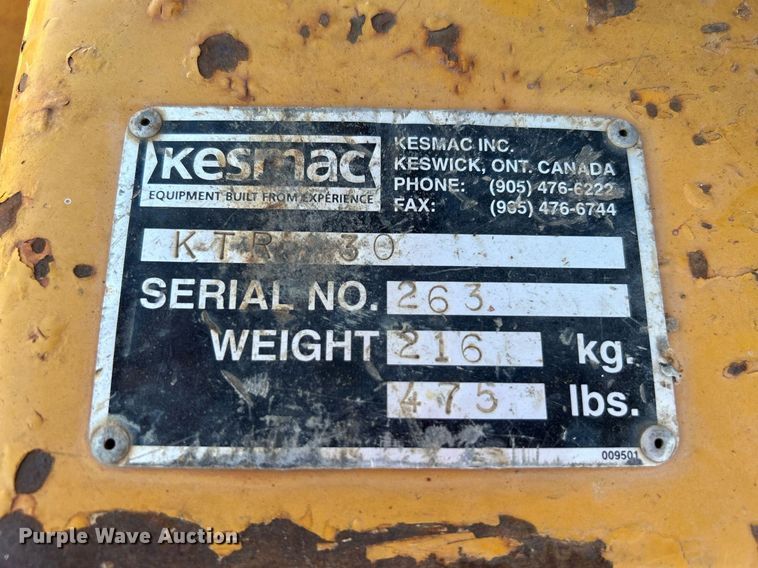 Kesmac
EQUIPMENT BUILT FROM EXPERIENCE
KESMAC INC.
KESWICK, ONT. CANADA
PHONE: (905) 476-6222
FAX: (905) 476-6744
KTR 30
SERIAL NO. 263
WEIGHT 216 kg.
475 lbs.
009501
Purple Wave Auction®